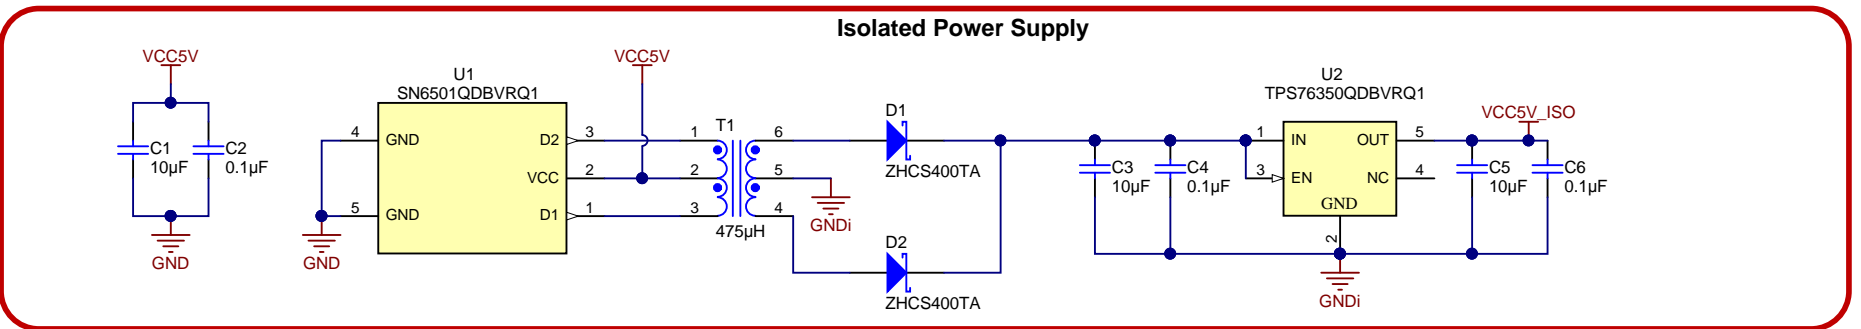 Isolated Power Supply
VCC5V
C1
10µF
C2
0.1µF
GND
U1
SN6501QDBVRQ1
4
GND
5
GND
D2
3
VCC
2
D1
1
GND
VCC5V
T1
1
2
3
6
5
4
475µH
GNDi
D1
ZHCS400TA
D2
ZHCS400TA
C3
10µF
C4
0.1µF
U2
TPS76350QDBVRQ1
1
IN
3
EN
OUT
5
NC
4
GND
2
GNDi
VCC5V_ISO
C5
10µF
C6
0.1µF